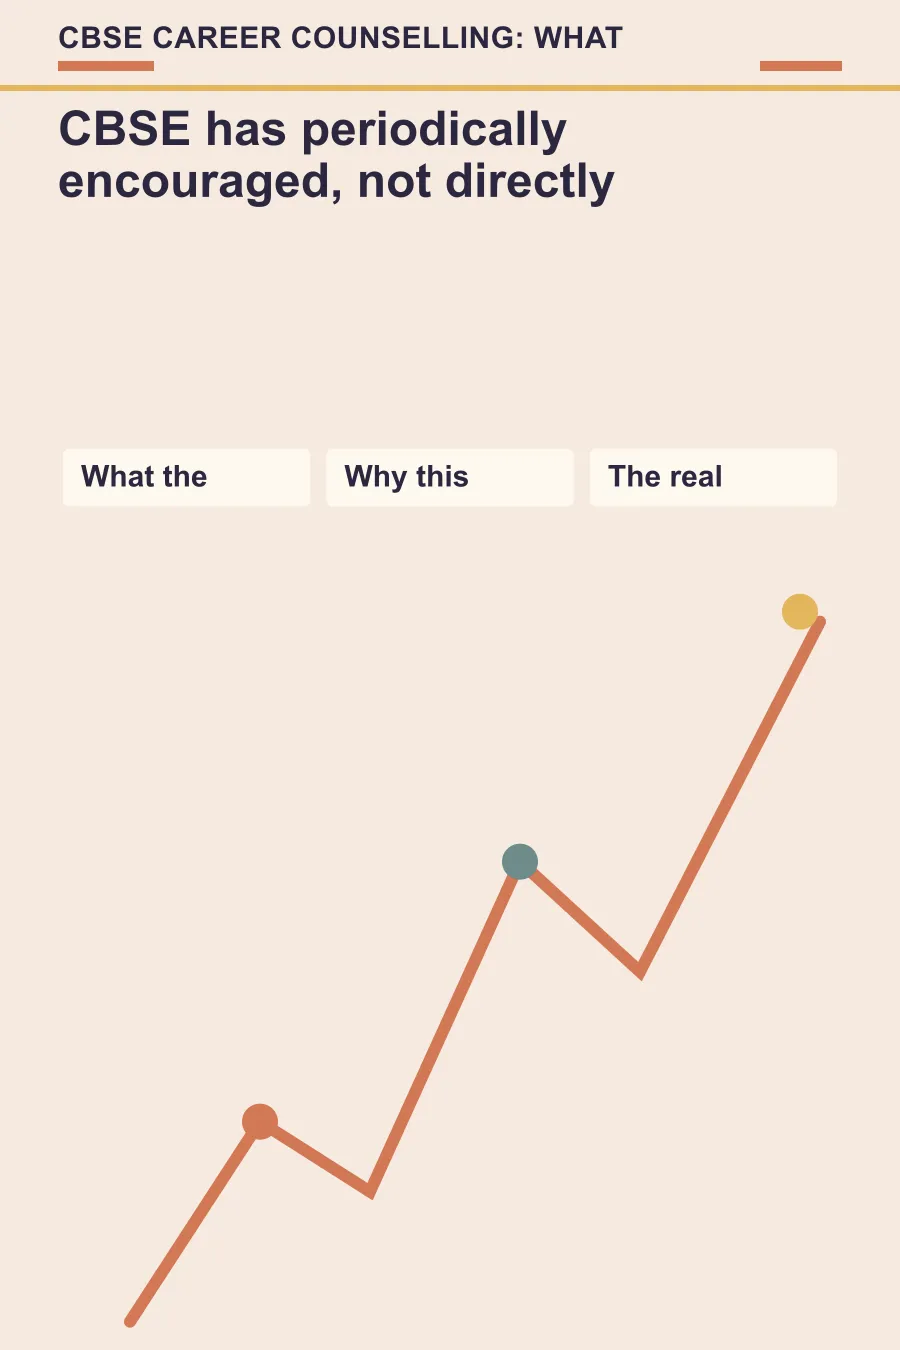 CBSE CAREER COUNSELLING: WHAT
CBSE has periodically
encouraged, not directly
What the
Why this
The real